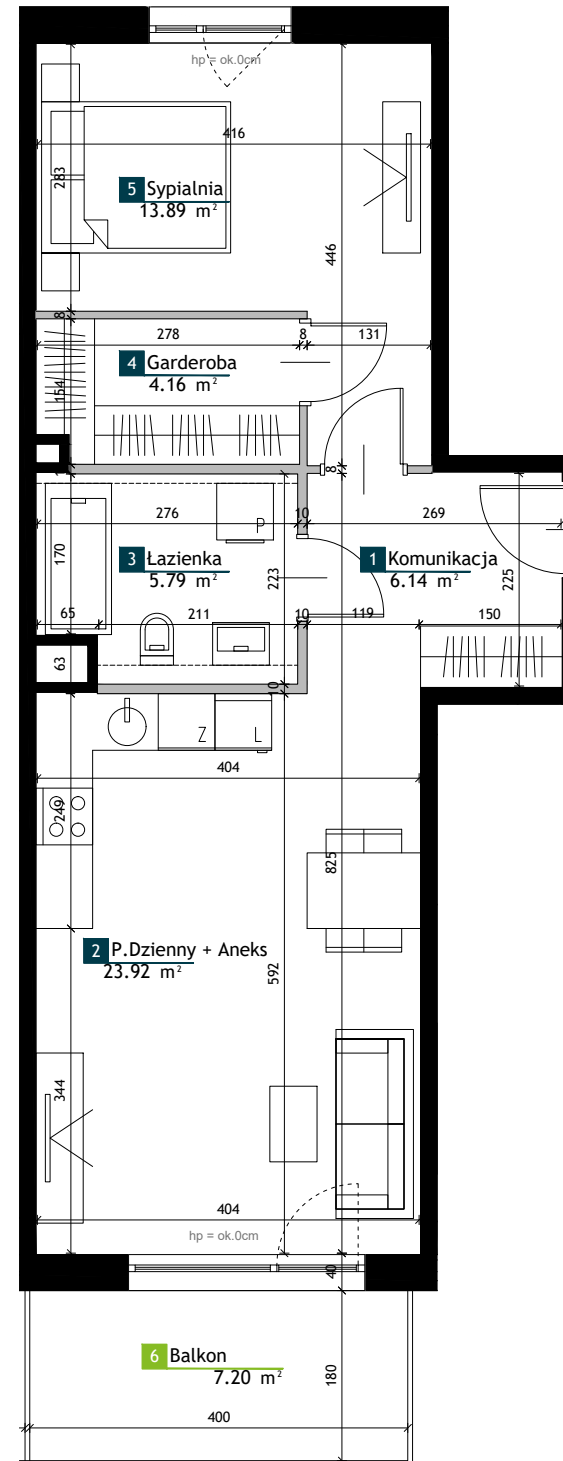 hp = ok.0cm
416
283
5 Sypialnia
13.89 m²
446
8
278
8
131
4 Garderoba
4.16 m²
154
8
276
10
269
P
170
3 Łazienka
5.79 m²
223
1 Komunikacja
6.14 m²
225
65
211
10
119
150
63
10
Z
L
404
249
825
2 P.Dzienny + Aneks
23.92 m²
592
344
404
hp = ok.0cm
40
6 Balkon
7.20 m²
180
400